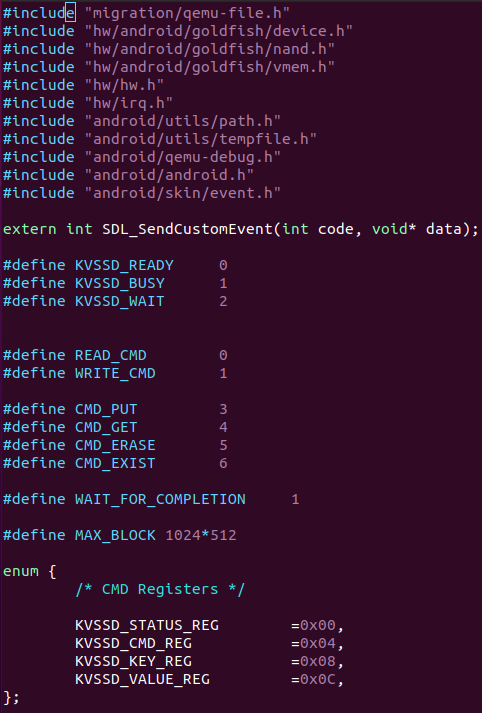 #include "migration/qemu-file.h"
#include "hw/android/goldfish/device.h"
#include "hw/android/goldfish/nand.h"
#include "hw/android/goldfish/vmem.h"
#include "hw/hw.h"
#include "hw/irq.h"
#include "android/utils/path.h"
#include "android/utils/tempfile.h"
#include "android/qemu-debug.h"
#include "android/android.h"
#include "android/skin/event.h"

extern int SDL_SendCustomEvent(int code, void* data);

#define KVSSD_READY     0
#define KVSSD_BUSY      1
#define KVSSD_WAIT      2


#define READ_CMD        0
#define WRITE_CMD       1

#define CMD_PUT         3
#define CMD_GET         4
#define CMD_ERASE       5
#define CMD_EXIST       6

#define WAIT_FOR_COMPLETION     1

#define MAX_BLOCK 1024*512

enum {
        /* CMD Registers */

        KVSSD_STATUS_REG        =0x00,
        KVSSD_CMD_REG           =0x04,
        KVSSD_KEY_REG           =0x08,
        KVSSD_VALUE_REG         =0x0C,
};